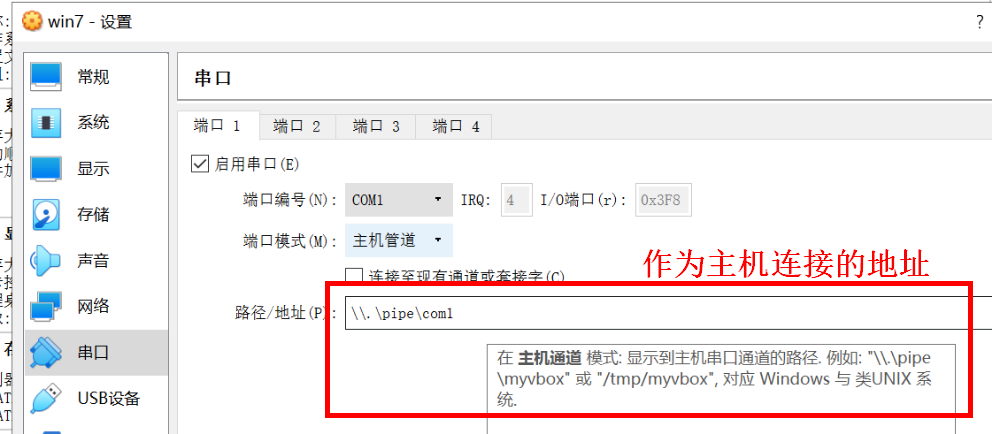 win7 - 设置
?
常规
系统
显示
存储
声音
网络
串口
USB设备
串口
端口 1 端口 2 端口 3 端口 4
启用串口(E)
端口编号(N): COM1 IRQ: 4 I/O端口(r): 0x3F8
端口模式(M): 主机管道
连接至现有通道或套接字(C)
作为主机连接的地址
路径/地址(P): \\.\pipe\com1
在 主机通道 模式: 显示到主机串口通道的路径. 例如: "\\.\pipe
\myvbox" 或 "/tmp/myvbox", 对应 Windows 与 类UNIX 系
统.